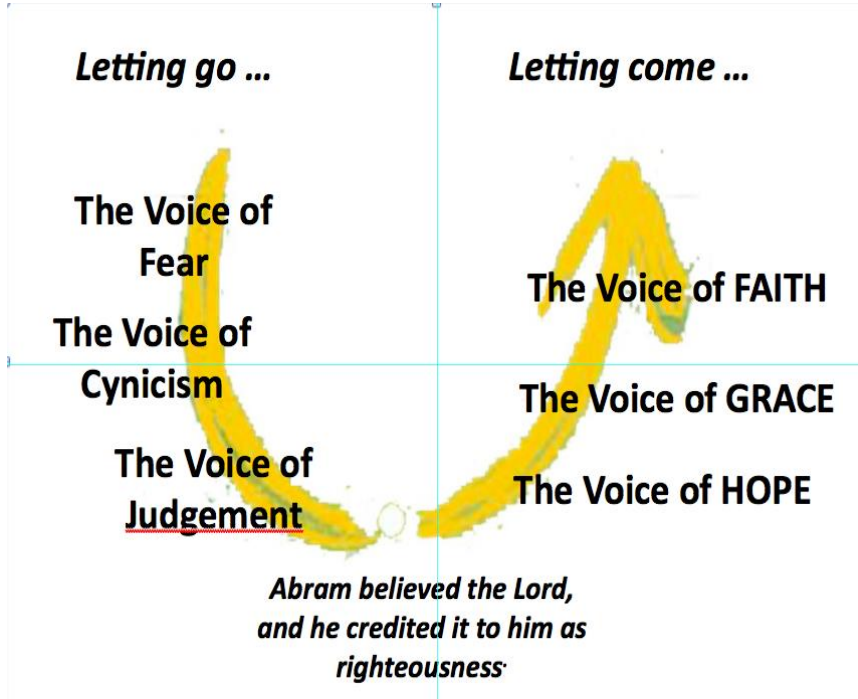 Letting go ...
Letting come ...
The Voice of
Fear
The Voice of
Cynicism
The Voice of
Judgement
The Voice of FAITH
The Voice of GRACE
The Voice of HOPE
Abram believed the Lord,
and he credited it to him as
righteousness.